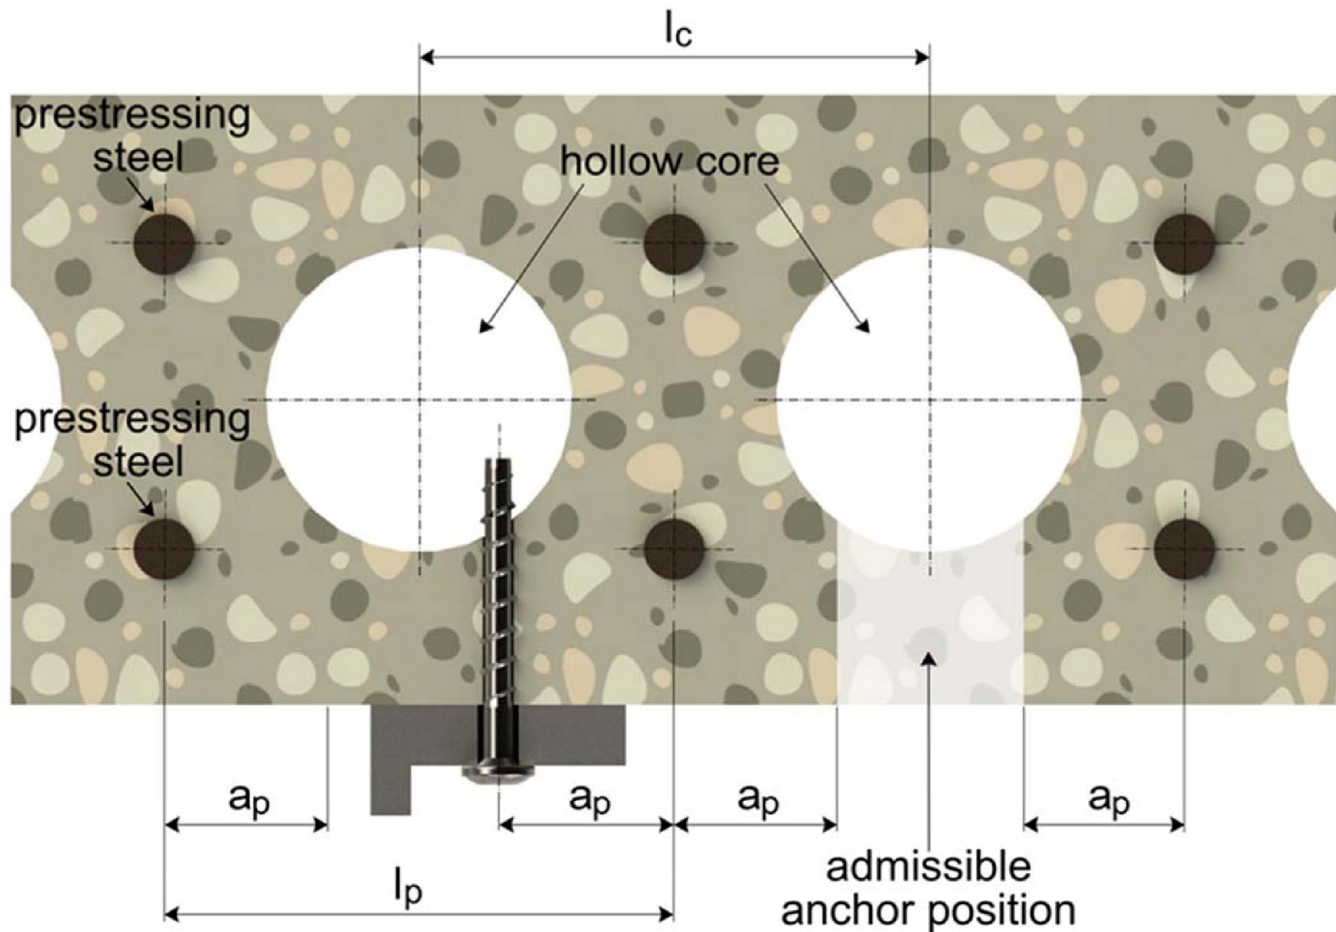 lc
prestressing
steel
hollow core
prestressing
steel
ap
ap
ap
ap
lp
admissible
anchor position